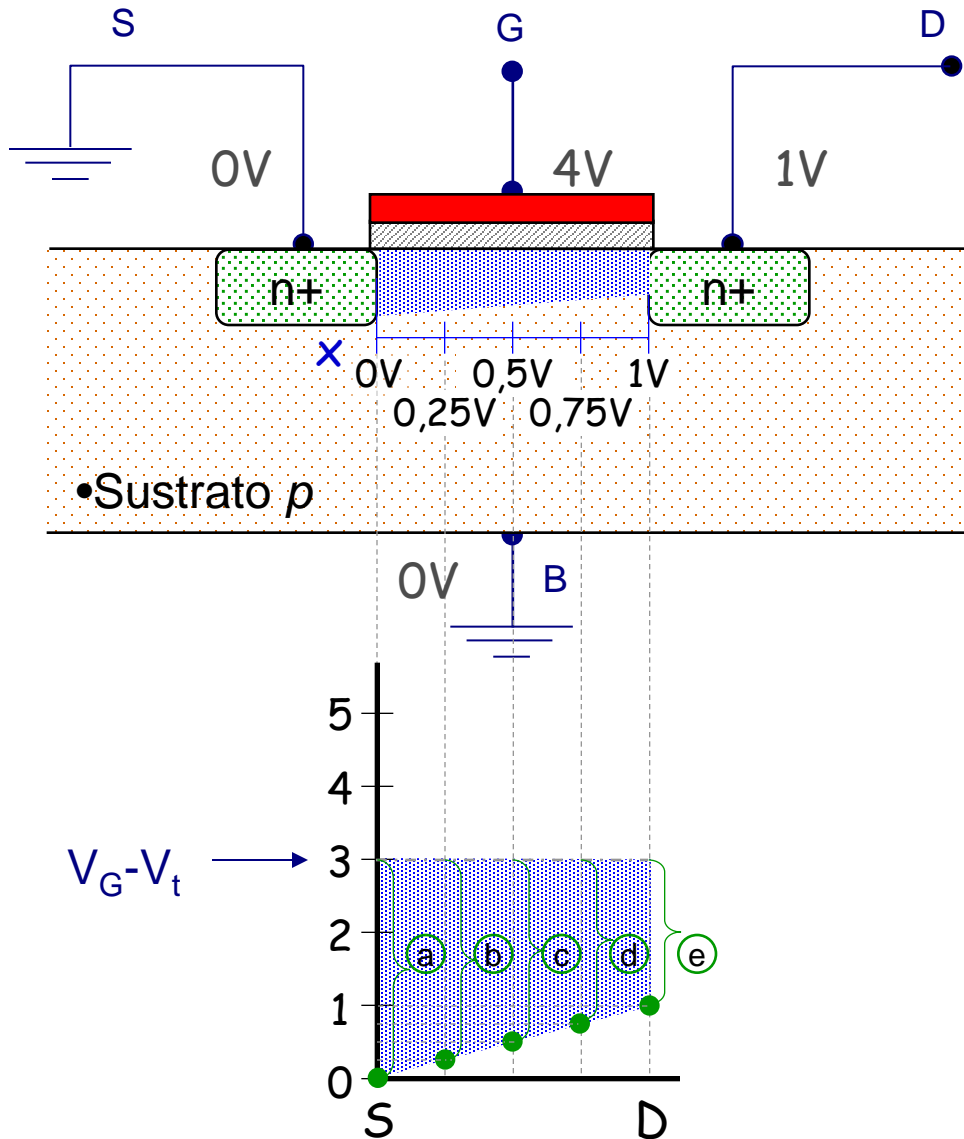 S G D
0V 4V 1V
n+ n+
x 0V 0,5V 1V
0,25V 0,75V
•Sustrato p
0V B
5
4
V_G-V_t 3
2
a b c d e
1
0
S D